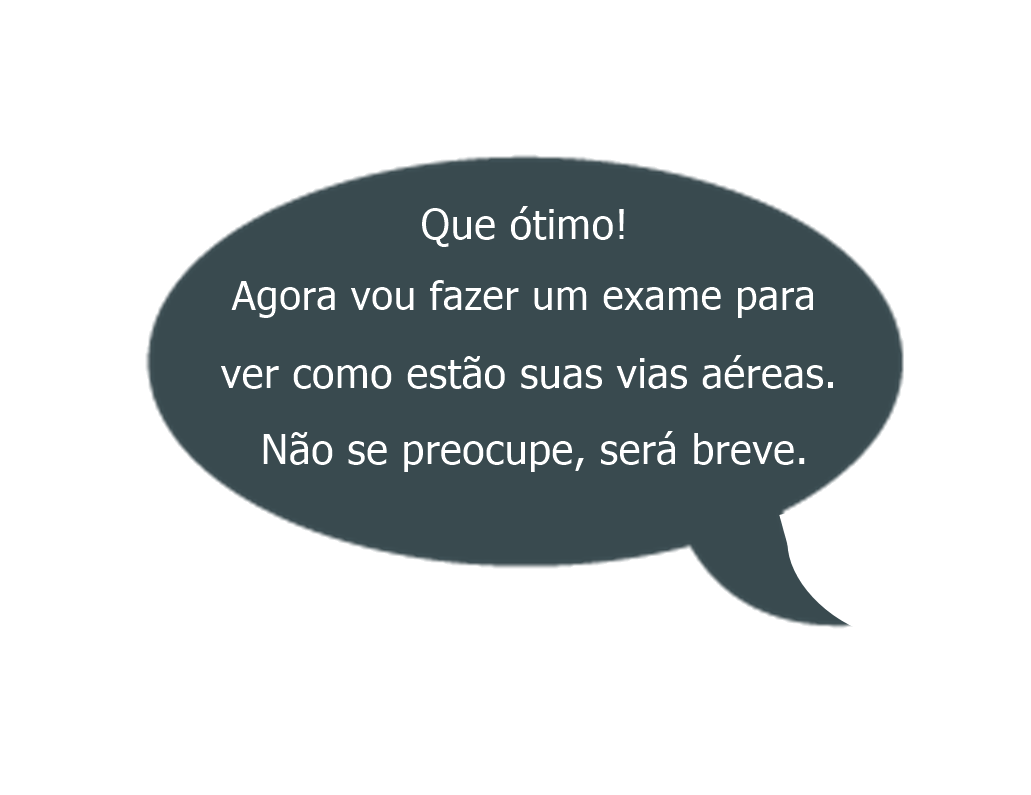 Que ótimo!
Agora vou fazer um exame para
ver como estão suas vias aéreas.
Não se preocupe, será breve.